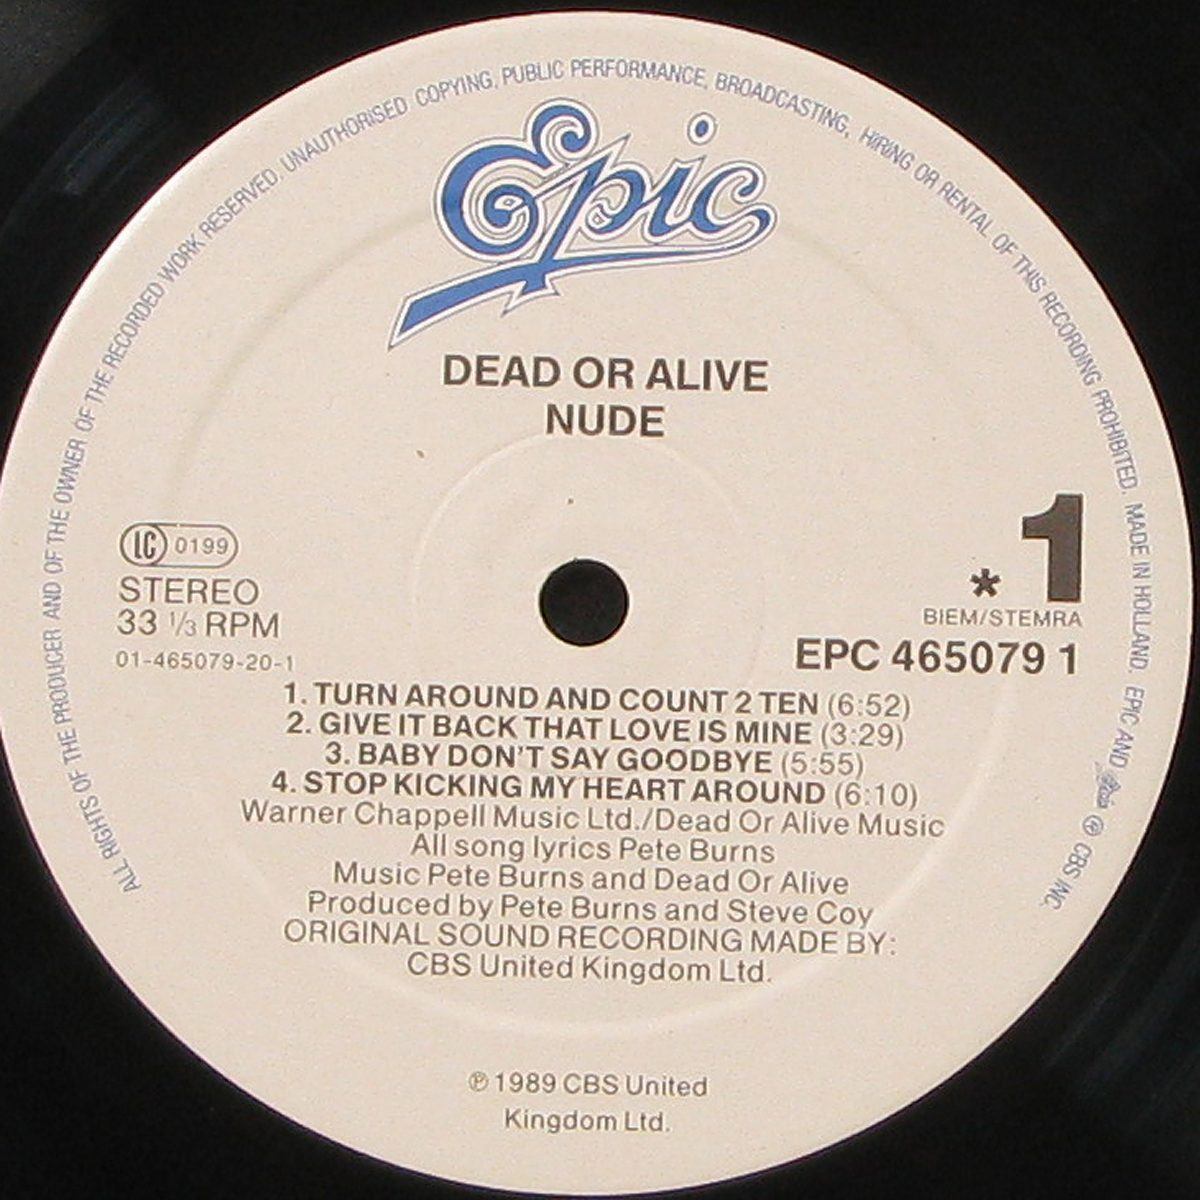 ALL RIGHTS OF THE PRODUCER AND OF THE OWNER OF THE RECORDED WORK RESERVED. UNAUTHORISED COPYING, PUBLIC PERFORMANCE, BROADCASTING, HIRING OR RENTAL OF THIS RECORDING PROHIBITED. MADE IN HOLLAND. EPIC AND ℗ CBS INC.
Epic
DEAD OR ALIVE
NUDE
LC 0199
STEREO
33 1/3 RPM
01-465079-20-1
* 1
BIEM/STEMRA
EPC 465079 1
1. TURN AROUND AND COUNT 2 TEN (6:52)
2. GIVE IT BACK THAT LOVE IS MINE (3:29)
3. BABY DON'T SAY GOODBYE (5:55)
4. STOP KICKING MY HEART AROUND (6:10)
Warner Chappell Music Ltd./Dead Or Alive Music
All song lyrics Pete Burns
Music Pete Burns and Dead Or Alive
Produced by Pete Burns and Steve Coy
ORIGINAL SOUND RECORDING MADE BY:
CBS United Kingdom Ltd.
℗ 1989 CBS United
Kingdom Ltd.